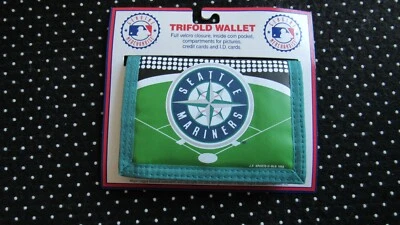 TRIFOLD WALLET
Full velcro closure, inside coin pocket,
compartments for pictures,
credit cards and I.D. cards.
SEATTLE
MARINERS